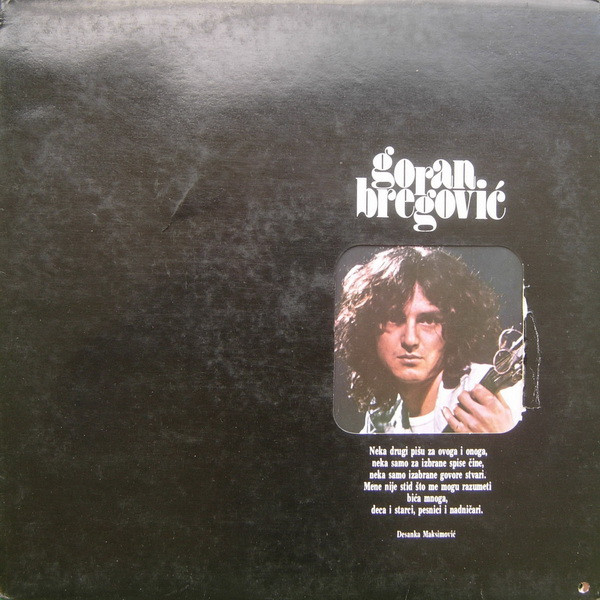 goran
bregović
Neka drugi pišu za ovoga i onoga,
neka samo za izbrane spise čine,
neka samo izabrane govore stvari.
Mene nije stid što me mogu razumeti
bića mnoga,
deca i starci, pesnici i nadničari.
Desanka Maksimović